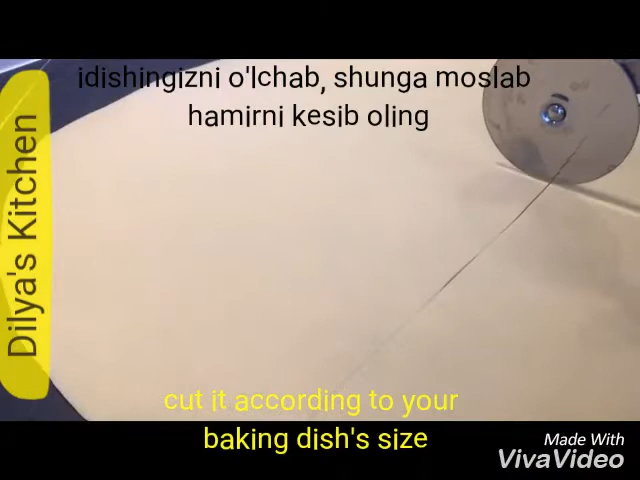 idishingizni o'lchab, shunga moslab
hamirni kesib oling
Dilya's Kitchen
cut it according to your
baking dish's size
Made With
VivaVideo